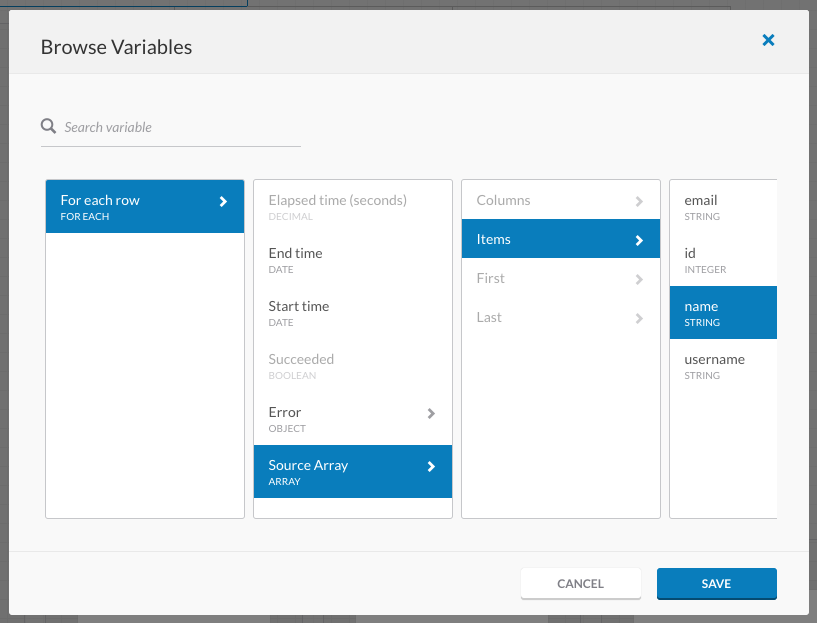 Browse Variables
Search variable
For each row
FOR EACH
Elapsed time (seconds)
DECIMAL
End time
DATE
Start time
DATE
Succeeded
BOOLEAN
Error
OBJECT
Source Array
ARRAY
Columns
Items
First
Last
email
STRING
id
INTEGER
name
STRING
username
STRING
CANCEL
SAVE